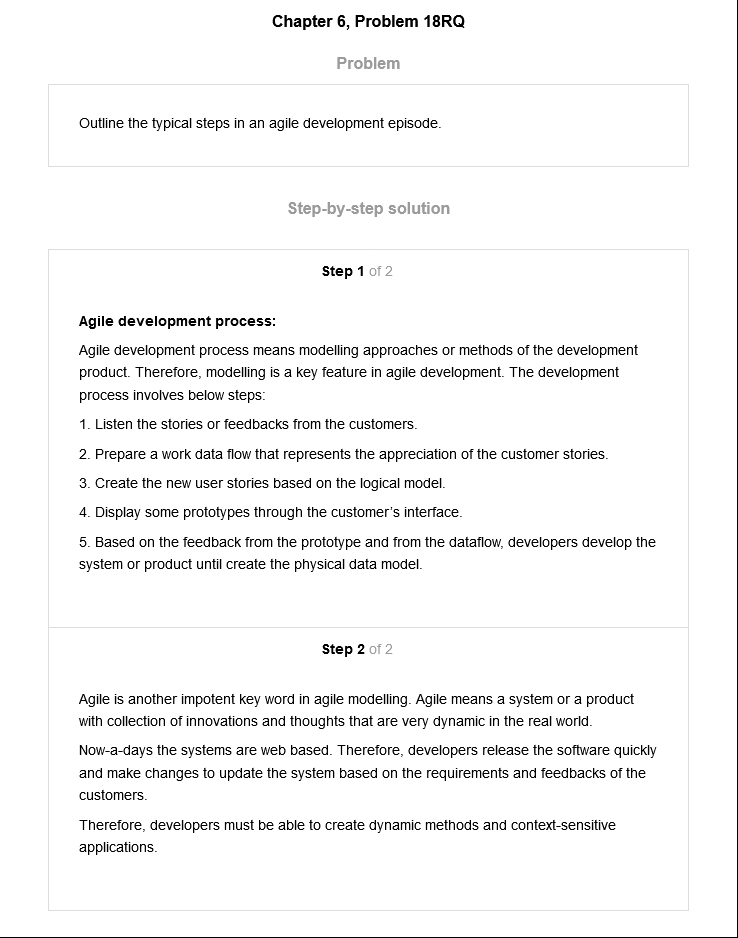 Chapter 6, Problem 18RQ
Problem
Outline the typical steps in an agile development episode.
Step-by-step solution
Step 1 of 2
Agile development process:
Agile development process means modelling approaches or methods of the development
product. Therefore, modelling is a key feature in agile development. The development
process involves below steps:
1. Listen the stories or feedbacks from the customers.
2. Prepare a work data flow that represents the appreciation of the customer stories.
3. Create the new user stories based on the logical model.
4. Display some prototypes through the customer’s interface.
5. Based on the feedback from the prototype and from the dataflow, developers develop the
system or product until create the physical data model.
Step 2 of 2
Agile is another impotent key word in agile modelling. Agile means a system or a product
with collection of innovations and thoughts that are very dynamic in the real world.
Now-a-days the systems are web based. Therefore, developers release the software quickly
and make changes to update the system based on the requirements and feedbacks of the
customers.
Therefore, developers must be able to create dynamic methods and context-sensitive
applications.